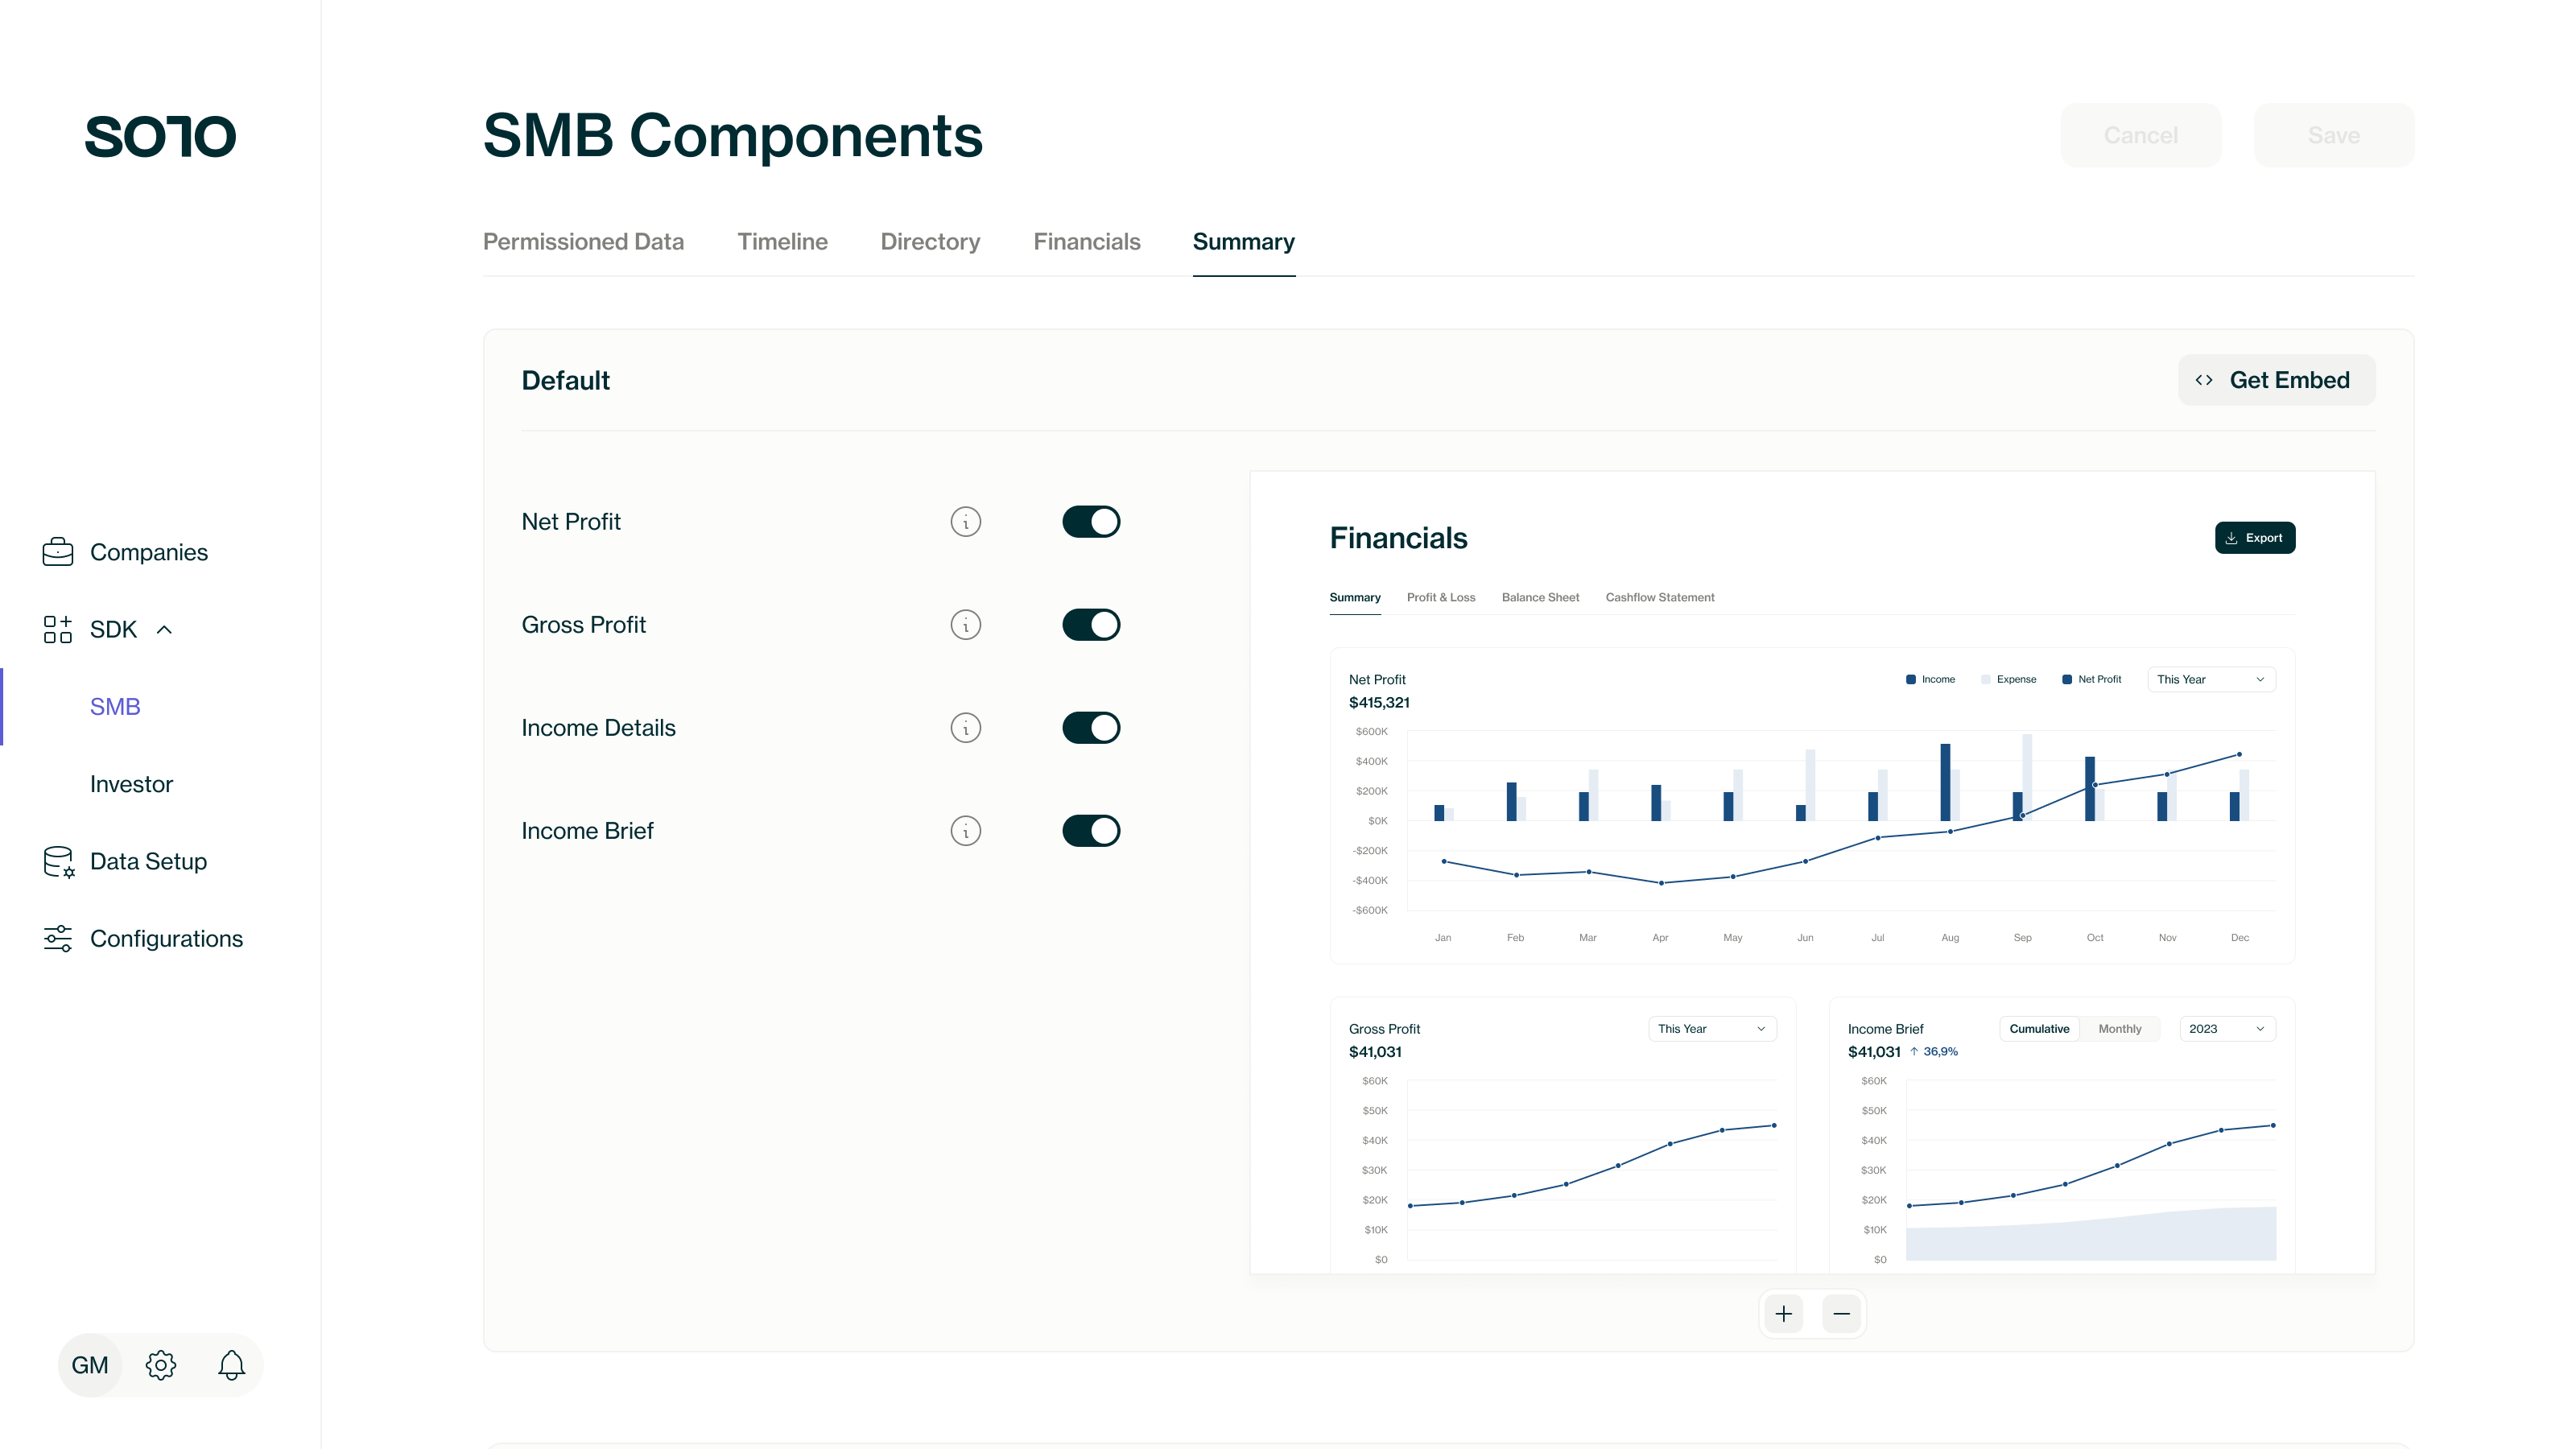 SOLO
SMB Components
Cancel
Save
Permissioned Data
Timeline
Directory
Financials
Summary
Default
<> Get Embed
Net Profit
Gross Profit
Income Details
Income Brief
Companies
SDK
SMB
Investor
Data Setup
Configurations
GM
Financials
Export
Summary
Profit & Loss
Balance Sheet
Cashflow Statement
Net Profit
$415,321
Income
Expense
Net Profit
This Year
$600K
$400K
$200K
$0K
-$200K
-$400K
-$600K
Jan
Feb
Mar
Apr
May
Jun
Jul
Aug
Sep
Oct
Nov
Dec
Gross Profit
$41,031
This Year
$60K
$50K
$40K
$30K
$20K
$10K
$0
Income Brief
$41,031 ↑ 36,9%
Cumulative
Monthly
2023
$60K
$50K
$40K
$30K
$20K
$10K
$0